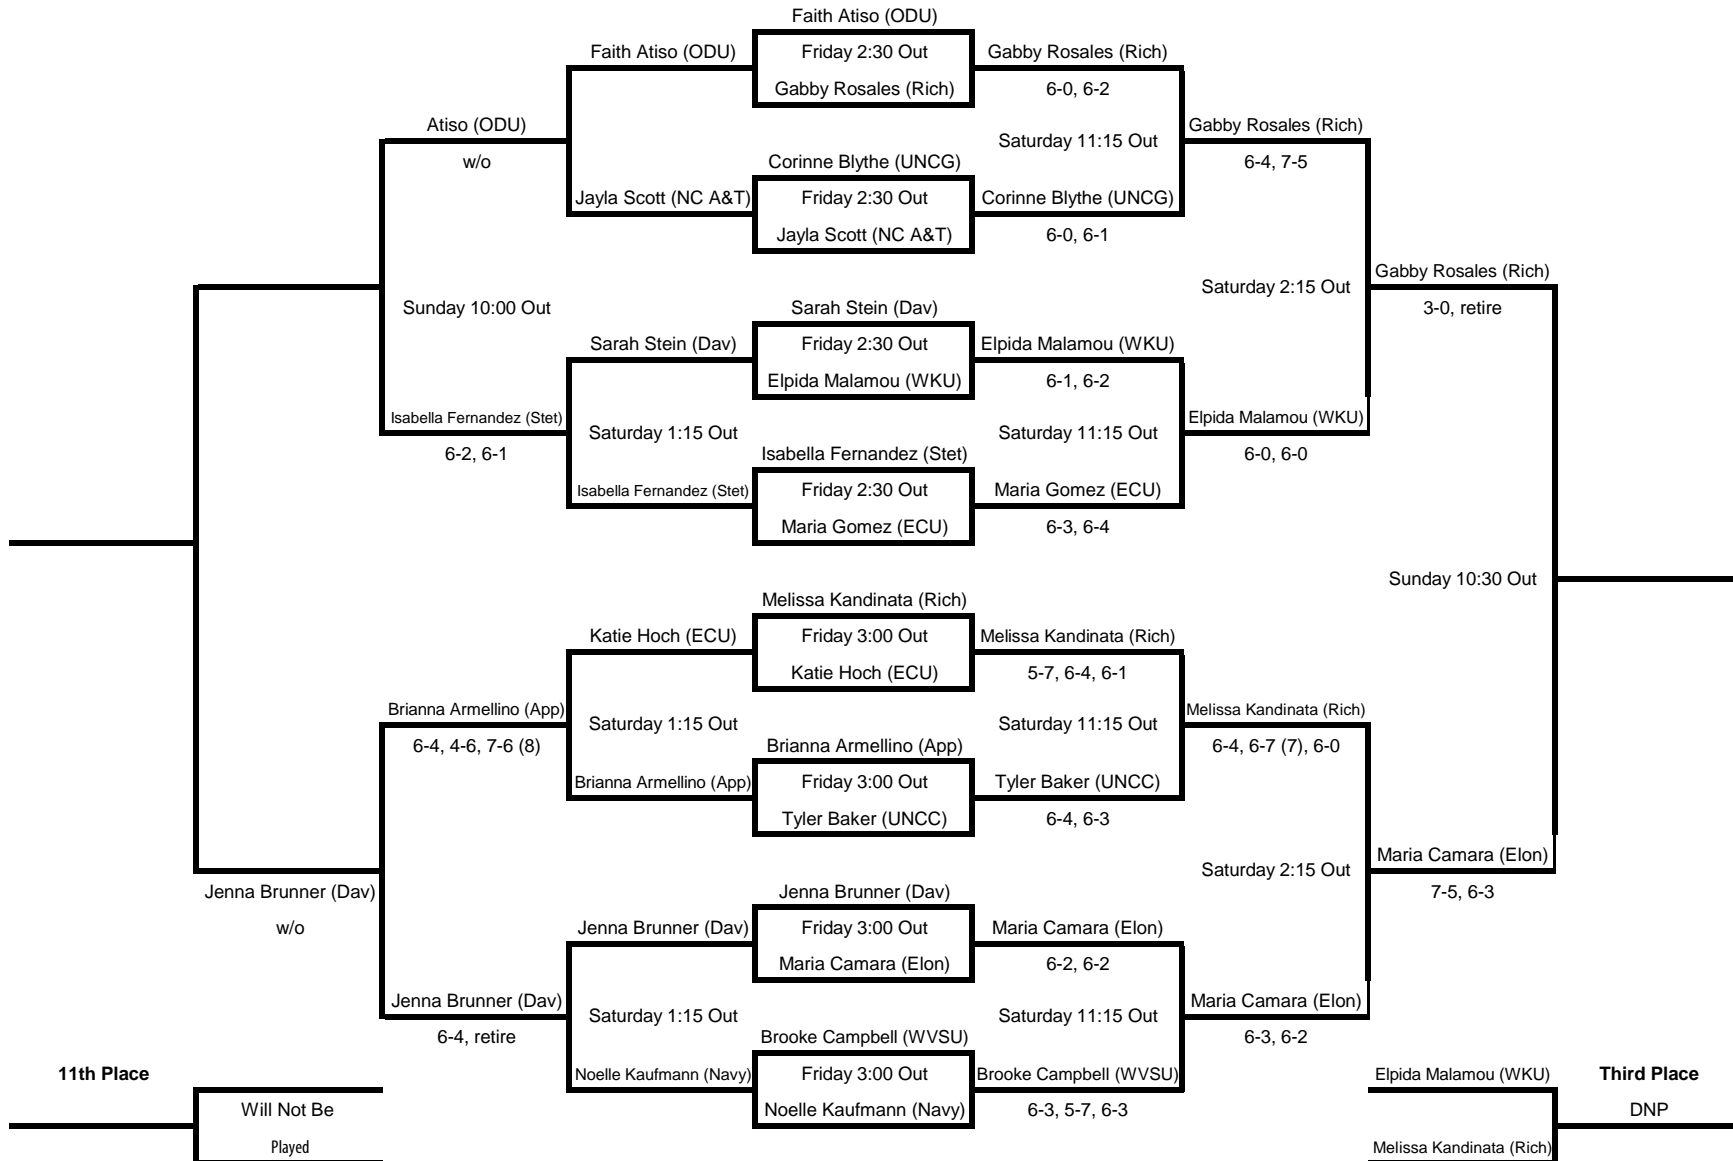 Faith Atiso (ODU)
Faith Atiso (ODU)
Friday 2:30 Out
Gabby Rosales (Rich)
Gabby Rosales (Rich)
6-0, 6-2
Atiso (ODU)
Saturday 11:15 Out
Gabby Rosales (Rich)
w/o
Corinne Blythe (UNCG)
6-4, 7-5
Jayla Scott (NC A&T)
Friday 2:30 Out
Corinne Blythe (UNCG)
Jayla Scott (NC A&T)
6-0, 6-1
Gabby Rosales (Rich)
Saturday 2:15 Out
Sunday 10:00 Out
Sarah Stein (Dav)
3-0, retire
Sarah Stein (Dav)
Friday 2:30 Out
Elpida Malamou (WKU)
Elpida Malamou (WKU)
6-1, 6-2
Isabella Fernandez (Stet)
Saturday 1:15 Out
Saturday 11:15 Out
Elpida Malamou (WKU)
6-2, 6-1
Isabella Fernandez (Stet)
6-0, 6-0
Isabella Fernandez (Stet)
Friday 2:30 Out
Maria Gomez (ECU)
Maria Gomez (ECU)
6-3, 6-4
Sunday 10:30 Out
Melissa Kandinata (Rich)
Katie Hoch (ECU)
Friday 3:00 Out
Melissa Kandinata (Rich)
Katie Hoch (ECU)
5-7, 6-4, 6-1
Brianna Armellino (App)
Saturday 1:15 Out
Saturday 11:15 Out
Melissa Kandinata (Rich)
6-4, 4-6, 7-6 (8)
Brianna Armellino (App)
6-4, 6-7 (7), 6-0
Brianna Armellino (App)
Friday 3:00 Out
Tyler Baker (UNCC)
Tyler Baker (UNCC)
6-4, 6-3
Maria Camara (Elon)
Saturday 2:15 Out
Jenna Brunner (Dav)
Jenna Brunner (Dav)
7-5, 6-3
w/o
Jenna Brunner (Dav)
Friday 3:00 Out
Maria Camara (Elon)
Maria Camara (Elon)
6-2, 6-2
Jenna Brunner (Dav)
Saturday 1:15 Out
Saturday 11:15 Out
Maria Camara (Elon)
6-4, retire
Brooke Campbell (WVSU)
6-3, 6-2
11th Place
Noelle Kaufmann (Navy)
Friday 3:00 Out
Brooke Campbell (WVSU)
Elpida Malamou (WKU)
Third Place
Will Not Be
Noelle Kaufmann (Navy)
6-3, 5-7, 6-3
DNP
Played
Melissa Kandinata (Rich)